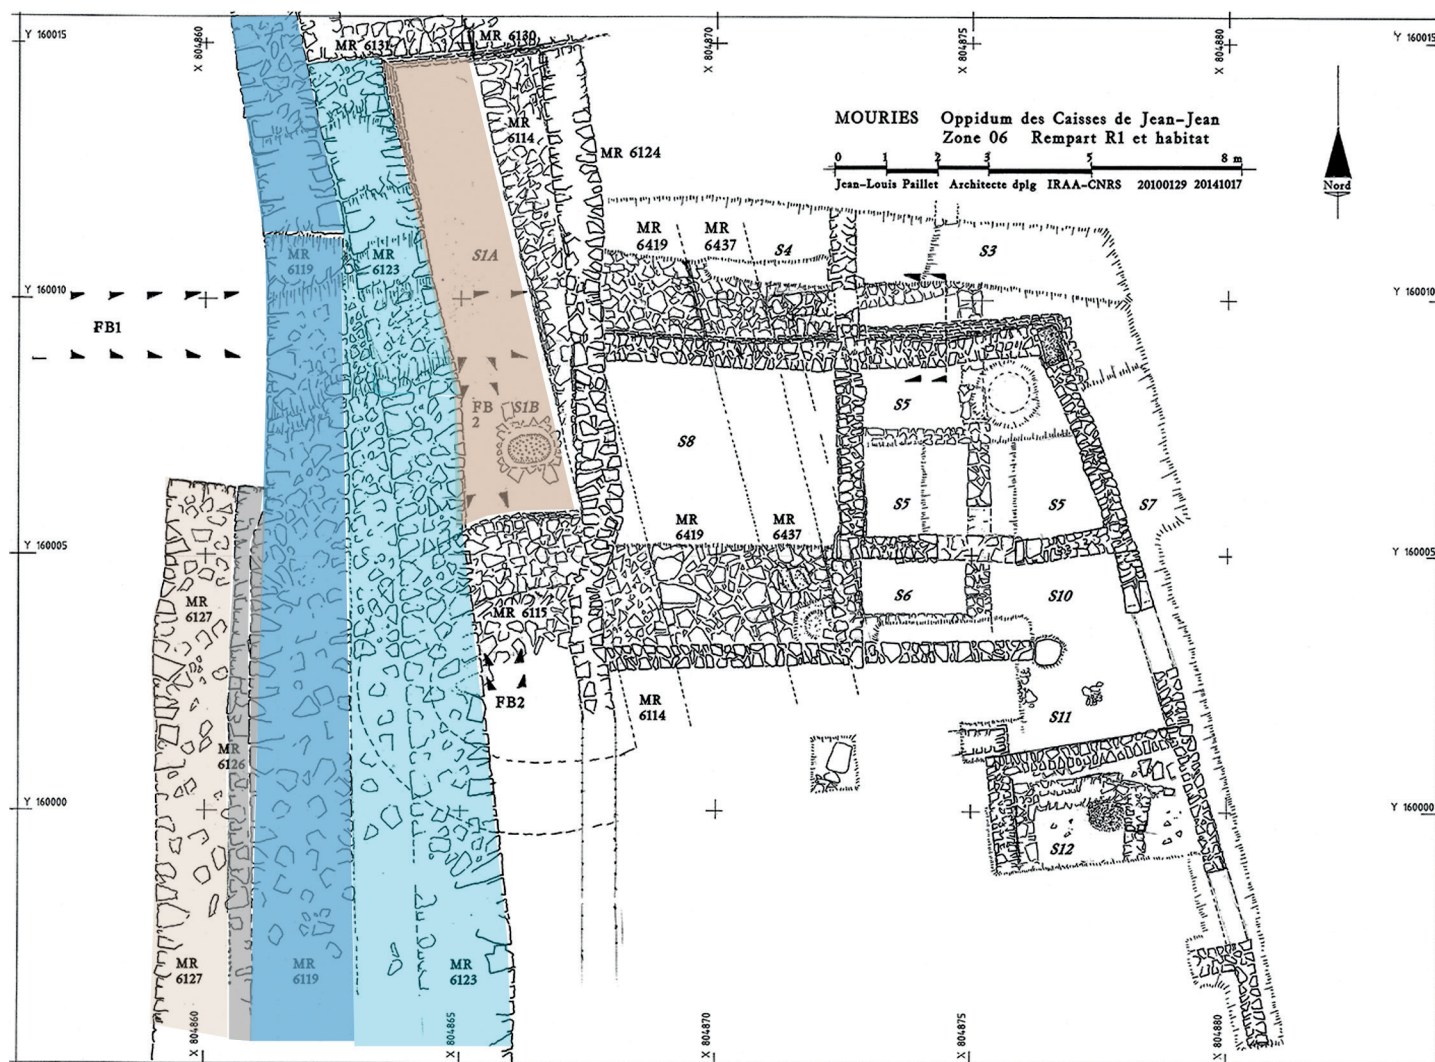 Y 160015
X 804860
MR 6131
MR 6130
X 804870
X 804875
X 804880
Y 160015
MR
6114
MR 6124
MOURIES Oppidum des Caisses de Jean-Jean
Zone 06 Rempart R1 et habitat
0 1 2 3 5 8 m
Jean-Louis Paillet Architecte dplg IRAA-CNRS 20100129 20141017
Nord
MR
6119
MR
6123
S1A
MR
6419
MR
6437
S4
S3
Y 160010
Y 160010
FB1
FB
2
S1B
S8
S5
S5
S5
S7
MR
6419
MR
6437
Y 160005
Y 160005
MR
6127
MR 6115
S6
S10
FB2
MR
6114
S11
MR
6126
Y 160000
Y 160000
S12
MR
6127
MR
6119
MR
6123
X 804860
X 804865
X 804870
X 804875
X 804880